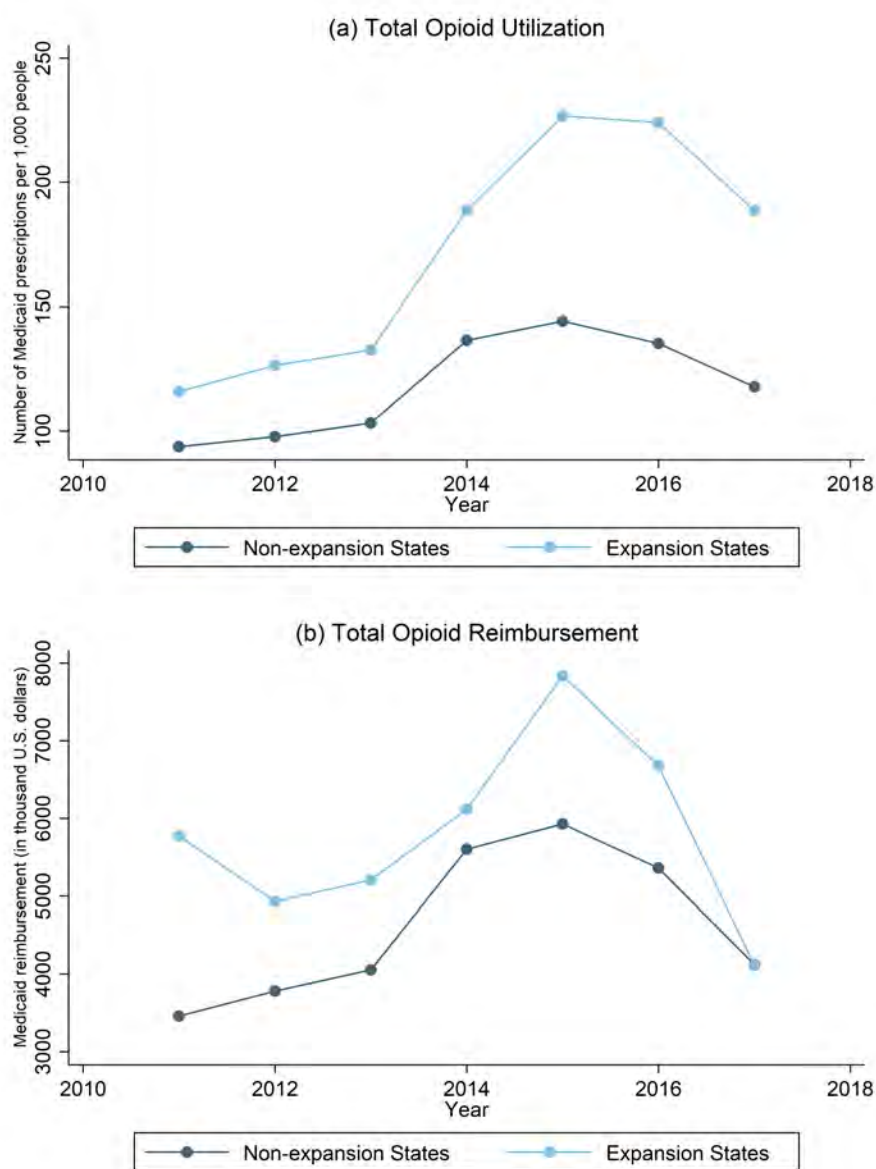 (a) Total Opioid Utilization
Number of Medicaid prescriptions per 1,000 people
250
200
150
100
2010 2012 2014 2016 2018
Year
Non-expansion States Expansion States
(b) Total Opioid Reimbursement
Medicaid reimbursement (in thousand U.S. dollars)
8000
7000
6000
5000
4000
3000
2010 2012 2014 2016 2018
Year
Non-expansion States Expansion States